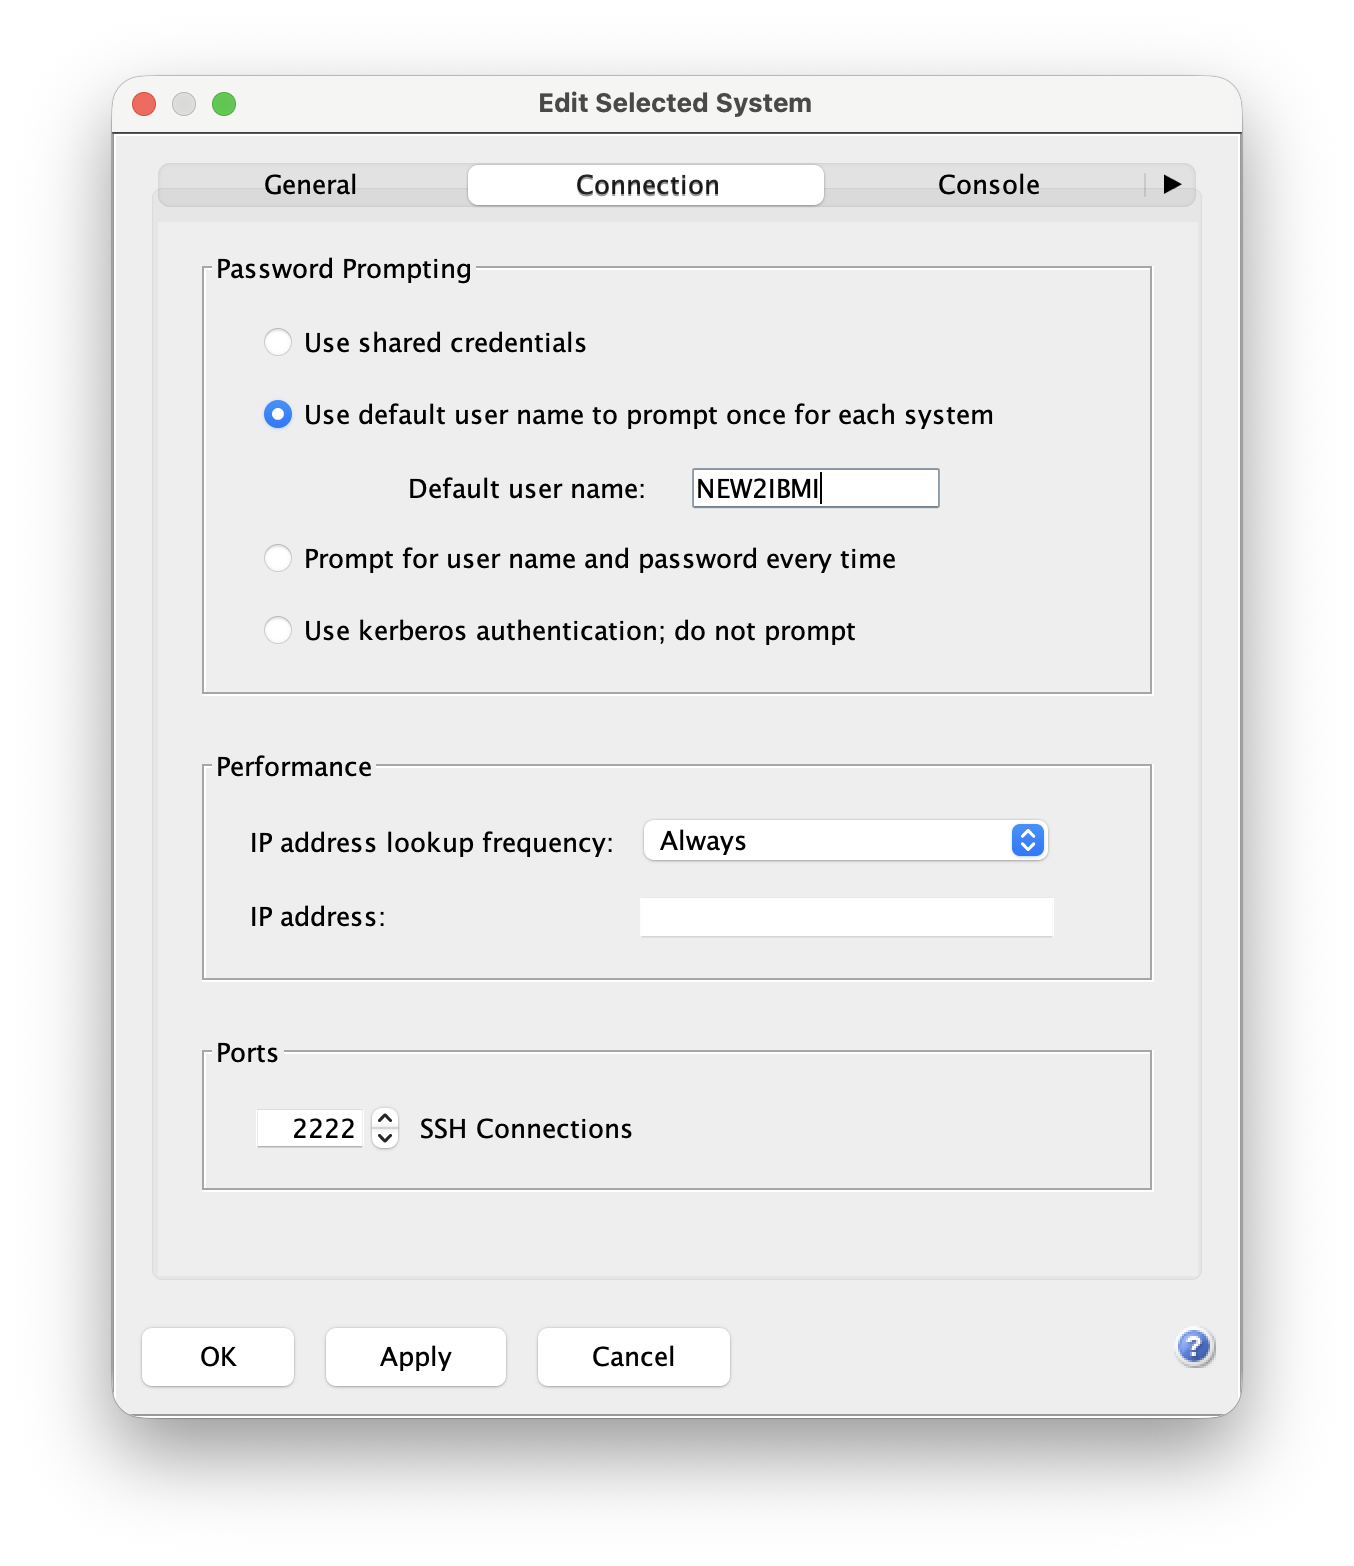 Edit Selected System
General Connection Console
Password Prompting
Use shared credentials
Use default user name to prompt once for each system
Default user name: NEW2IBMI
Prompt for user name and password every time
Use kerberos authentication; do not prompt
Performance
IP address lookup frequency: Always
IP address:
Ports
2222 SSH Connections
OK Apply Cancel ?